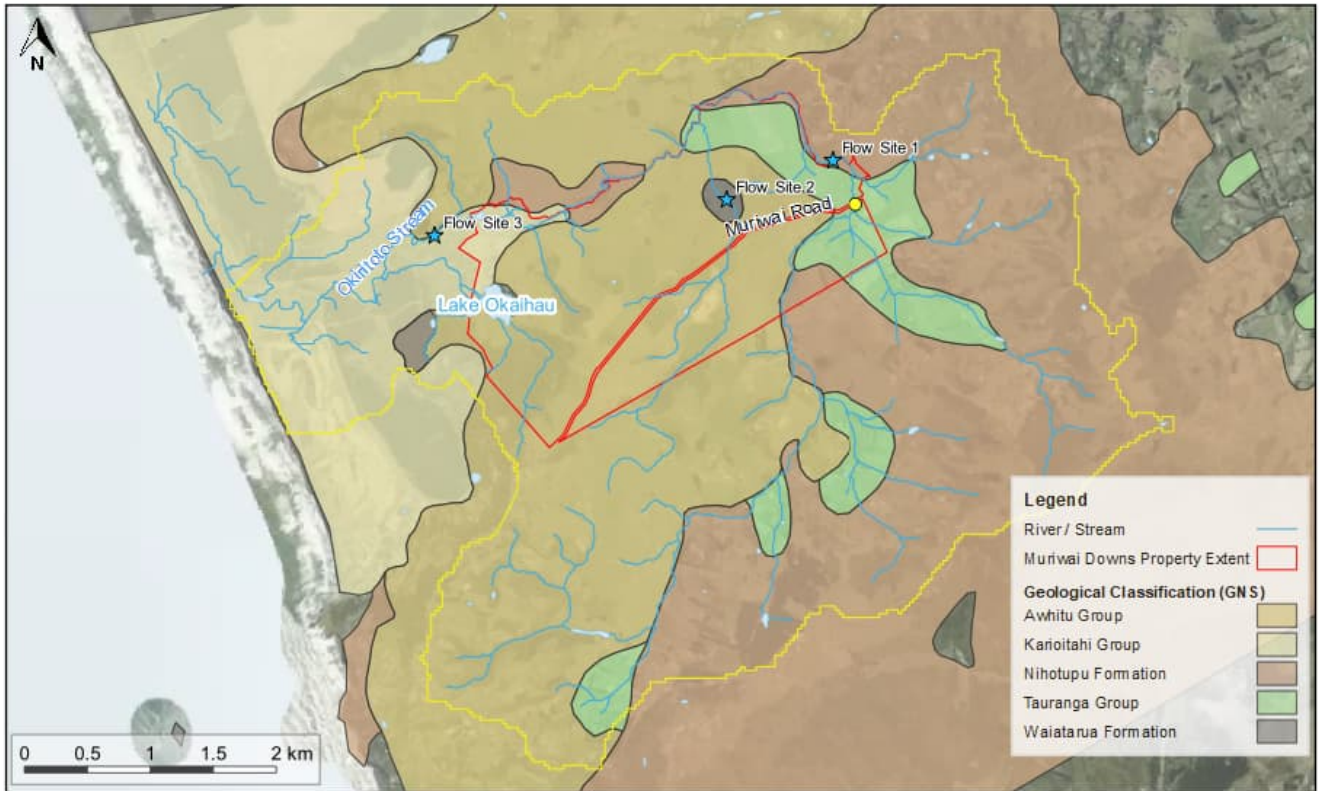 N
Flow Site 1
Flow Site 2
Muriwai Road
Flow Site 3
Okiritoto Stream
Lake Okaihau
Legend
River / Stream
Muriwai Downs Property Extent
Geological Classification (GNS)
Awhitu Group
Karioitahi Group
Nihotupu Formation
Tauranga Group
Waiatarua Formation
0 0.5 1 1.5 2 km